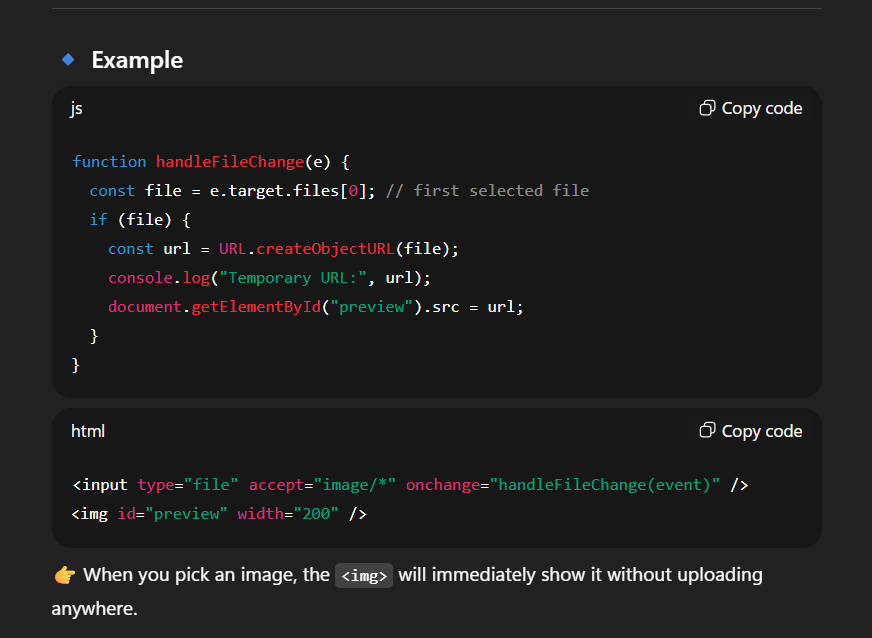 🔹 Example
js
Copy code
function handleFileChange(e) {
  const file = e.target.files[0]; // first selected file
  if (file) {
    const url = URL.createObjectURL(file);
    console.log("Temporary URL:", url);
    document.getElementById("preview").src = url;
  }
}
html
Copy code
<input type="file" accept="image/*" onchange="handleFileChange(event)" />
<img id="preview" width="200" />
👉 When you pick an image, the <img> will immediately show it without uploading
anywhere.